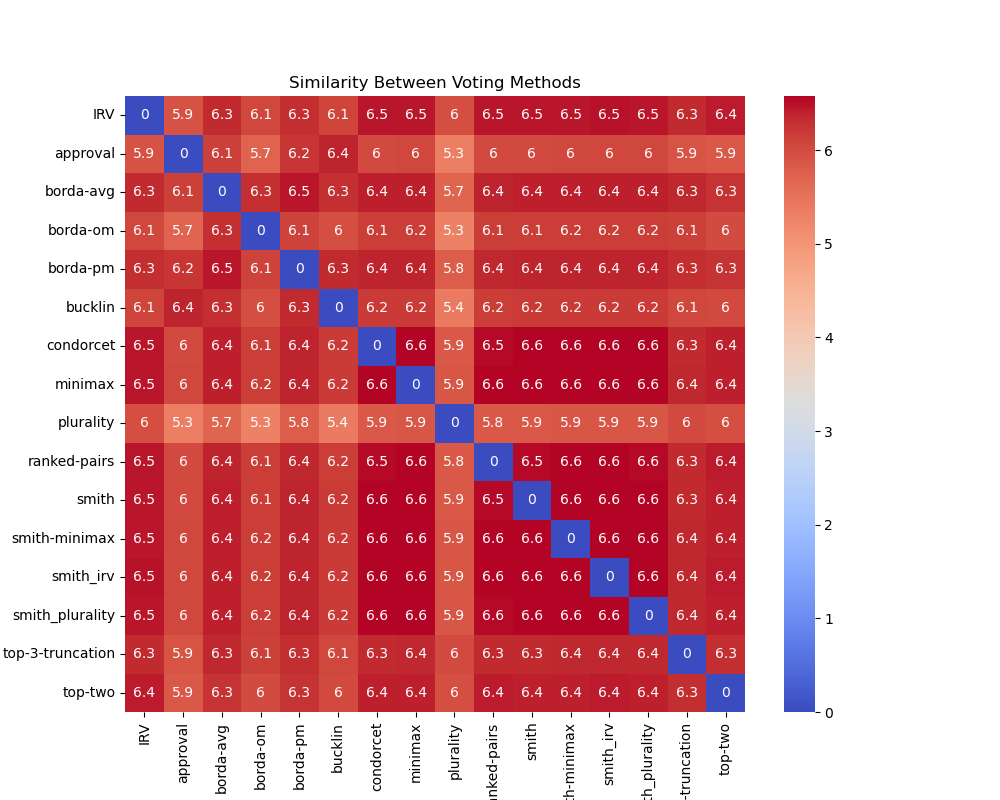 Similarity Between Voting Methods
IRV 0 5.9 6.3 6.1 6.3 6.1 6.5 6.5 6 6.5 6.5 6.5 6.5 6.5 6.3 6.4
approval 5.9 0 6.1 5.7 6.2 6.4 6 6 5.3 6 6 6 6 6 5.9 5.9
borda-avg 6.3 6.1 0 6.3 6.5 6.3 6.4 6.4 5.7 6.4 6.4 6.4 6.4 6.4 6.3 6.3
borda-om 6.1 5.7 6.3 0 6.1 6 6.1 6.2 5.3 6.1 6.1 6.2 6.2 6.2 6.1 6
borda-pm 6.3 6.2 6.5 6.1 0 6.3 6.4 6.4 5.8 6.4 6.4 6.4 6.4 6.4 6.3 6.3
bucklin 6.1 6.4 6.3 6 6.3 0 6.2 6.2 5.4 6.2 6.2 6.2 6.2 6.2 6.1 6
condorcet 6.5 6 6.4 6.1 6.4 6.2 0 6.6 5.9 6.5 6.6 6.6 6.6 6.6 6.3 6.4
minimax 6.5 6 6.4 6.2 6.4 6.2 6.6 0 5.9 6.6 6.6 6.6 6.6 6.6 6.4 6.4
plurality 6 5.3 5.7 5.3 5.8 5.4 5.9 5.9 0 5.8 5.9 5.9 5.9 5.9 6 6
ranked-pairs 6.5 6 6.4 6.1 6.4 6.2 6.5 6.6 5.8 0 6.5 6.6 6.6 6.6 6.3 6.4
smith 6.5 6 6.4 6.1 6.4 6.2 6.6 6.6 5.9 6.5 0 6.6 6.6 6.6 6.3 6.4
smith-minimax 6.5 6 6.4 6.2 6.4 6.2 6.6 6.6 5.9 6.6 6.6 0 6.6 6.6 6.4 6.4
smith_irv 6.5 6 6.4 6.2 6.4 6.2 6.6 6.6 5.9 6.6 6.6 6.6 0 6.6 6.4 6.4
smith_plurality 6.5 6 6.4 6.2 6.4 6.2 6.6 6.6 5.9 6.6 6.6 6.6 6.6 0 6.4 6.4
top-3-truncation 6.3 5.9 6.3 6.1 6.3 6.1 6.3 6.4 6 6.3 6.3 6.4 6.4 6.4 0 6.3
top-two 6.4 5.9 6.3 6 6.3 6 6.4 6.4 6 6.4 6.4 6.4 6.4 6.4 6.3 0
IRV
approval
borda-avg
borda-om
borda-pm
bucklin
condorcet
minimax
plurality
anked-pairs
smith
th-minimax
smith_irv
th_plurality
-truncation
top-two
6
5
4
3
2
1
0